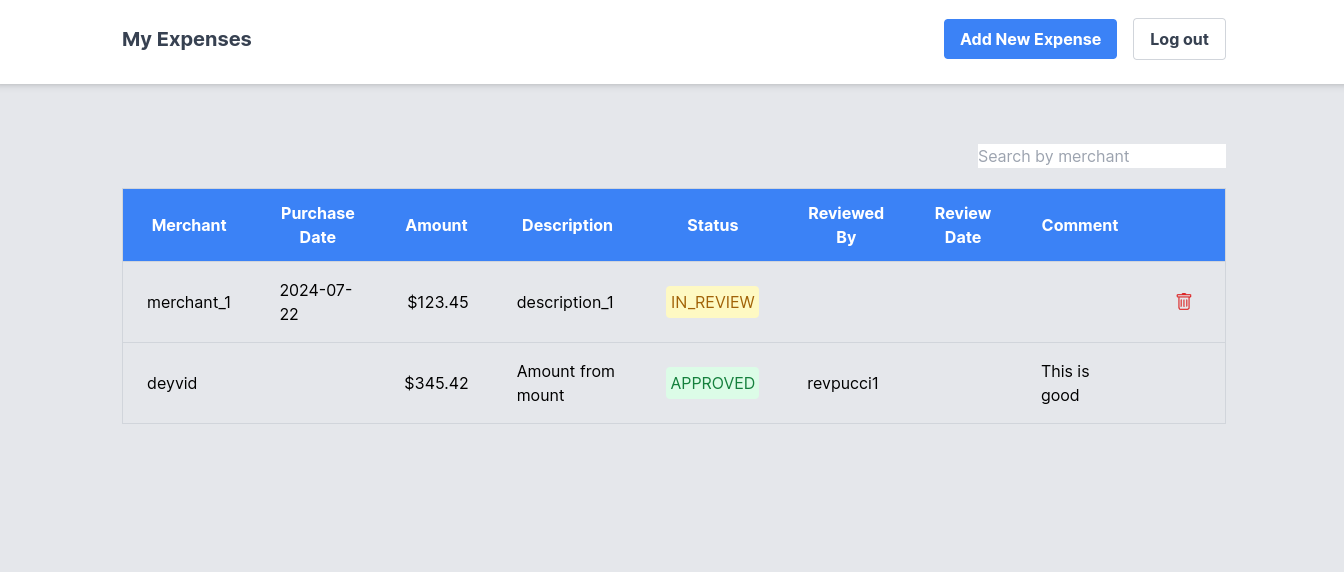 My Expenses
Add New Expense
Log out
Search by merchant
Merchant
Purchase
Date
Amount
Description
Status
Reviewed
By
Review
Date
Comment
merchant_1
2024-07-
22
$123.45
description_1
IN_REVIEW
deyvid
$345.42
Amount from
mount
APPROVED
revpucci1
This is
good